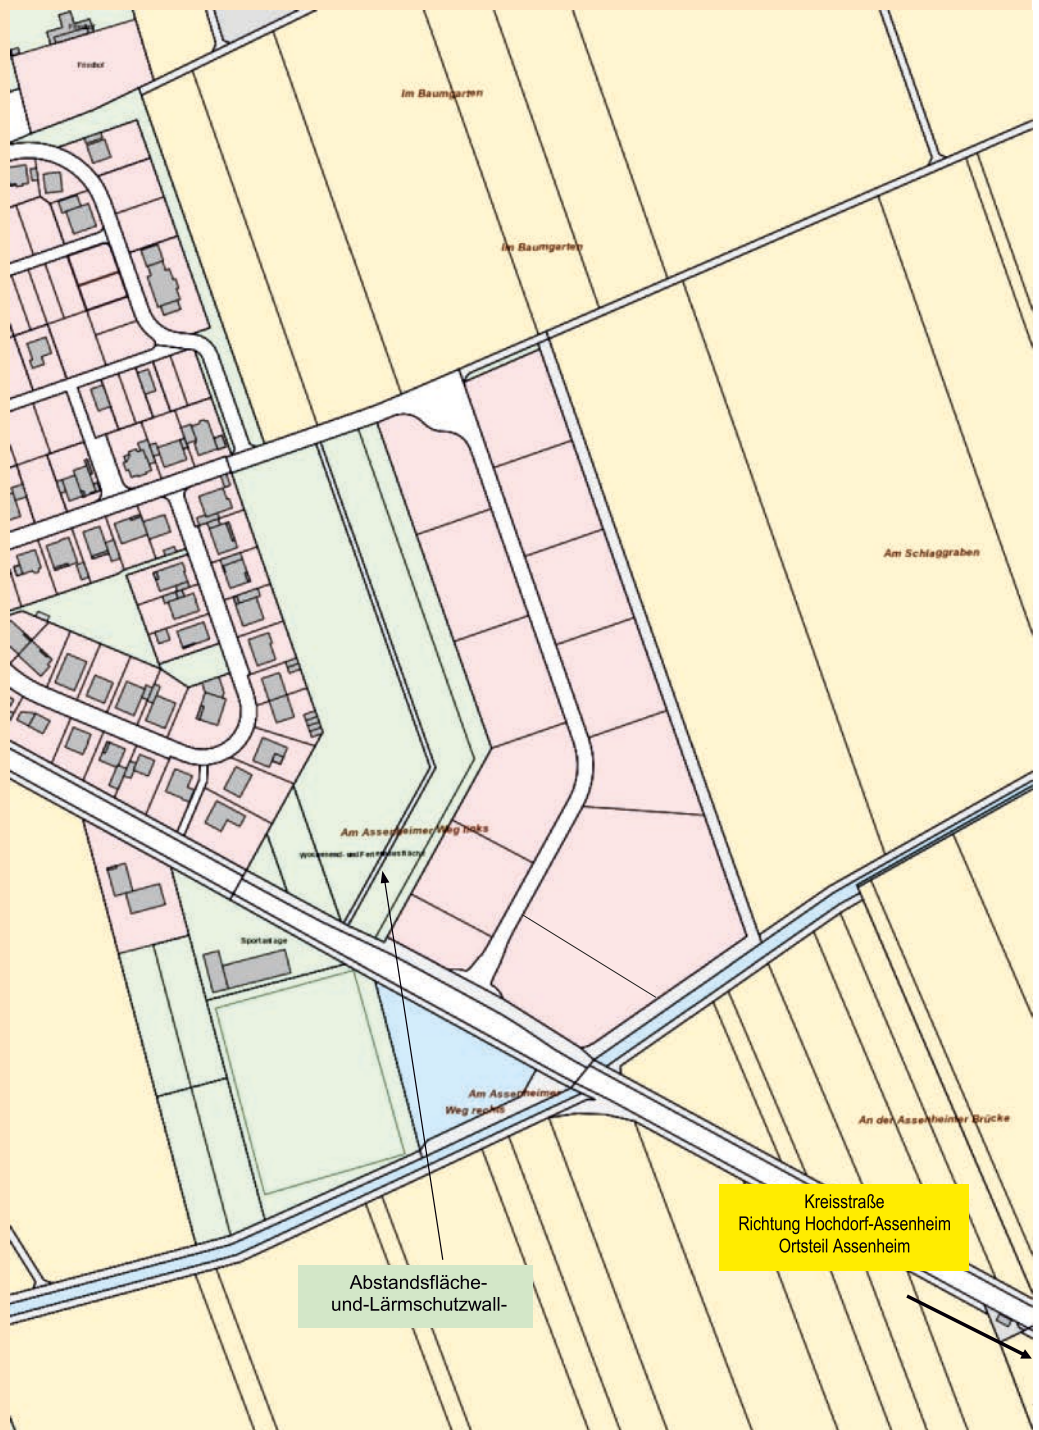 Friedhof
Im Baumgarten
Im Baumgarten
Am Schlaggraben
Am Assenheimer Weg links
Sportanlage
Am Assenheimer
Weg rechts
An der Assenheimer Brücke
Kreisstraße
Richtung Hochdorf-Assenheim
Ortsteil Assenheim
Abstandsfläche-
und-Lärmschutzwall-